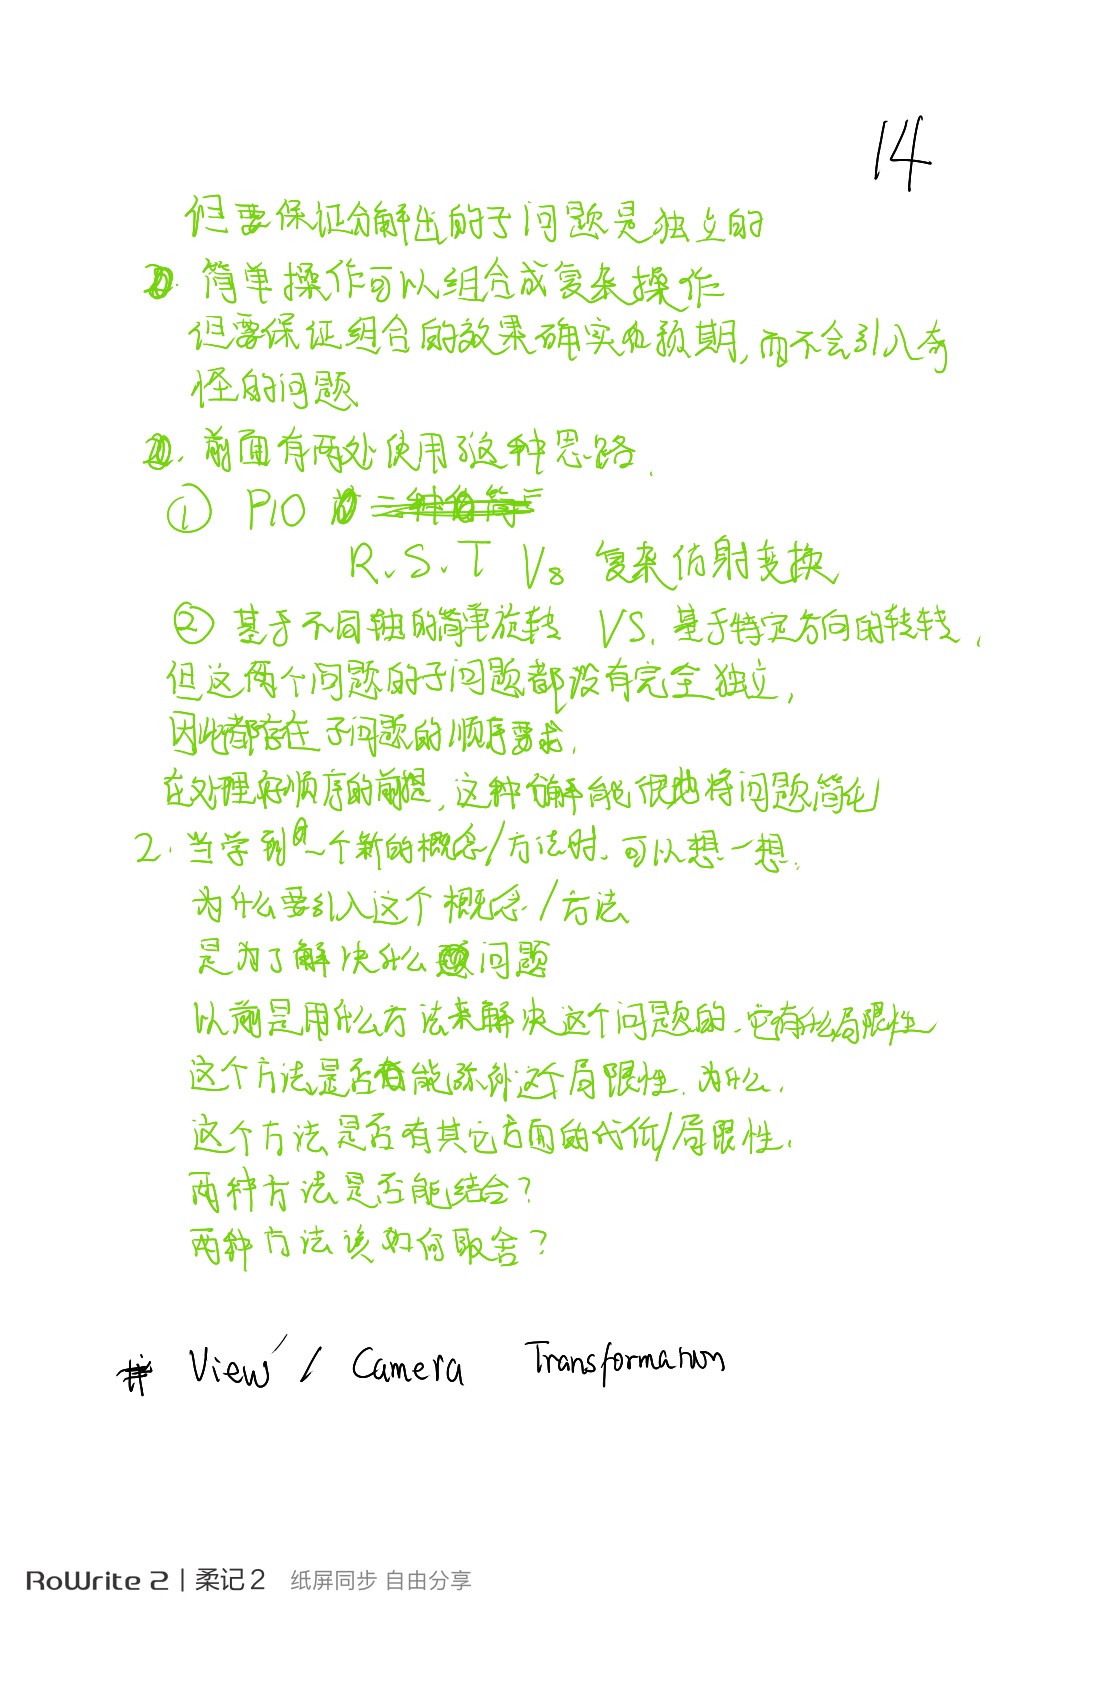 14
但要保证分解出的子问题是独立的
2. 简单操作可以组合成复杂操作
但要保证组合的效果确实如预期，而不会引入奇
怪的问题
前面有两处使用了这种思路.
① P10
R.S.T Vs 复杂仿射变换
② 基于不同轴的简单旋转 VS. 基于特定方向的转转，
但这两个问题的子问题都没有完全独立，
因此都存在子问题的顺序要求，
在处理好顺序的前提，这种分解能很地将问题简化
2. 当学到一个新的概念/方法时，可以想一想.
为什么要引入这个概念/方法
是为了解决什么问题
以前是用什么方法来解决这个问题的、它有什么局限性
这个方法是否能除外这个局限性、为什么.
这个方法是否有其它方面的代价/局限性.
两种方法是否能结合？
两种方法该如何取舍？
# View / Camera Transformation
RoWrite 2 | 柔记 2 纸屏同步 自由分享